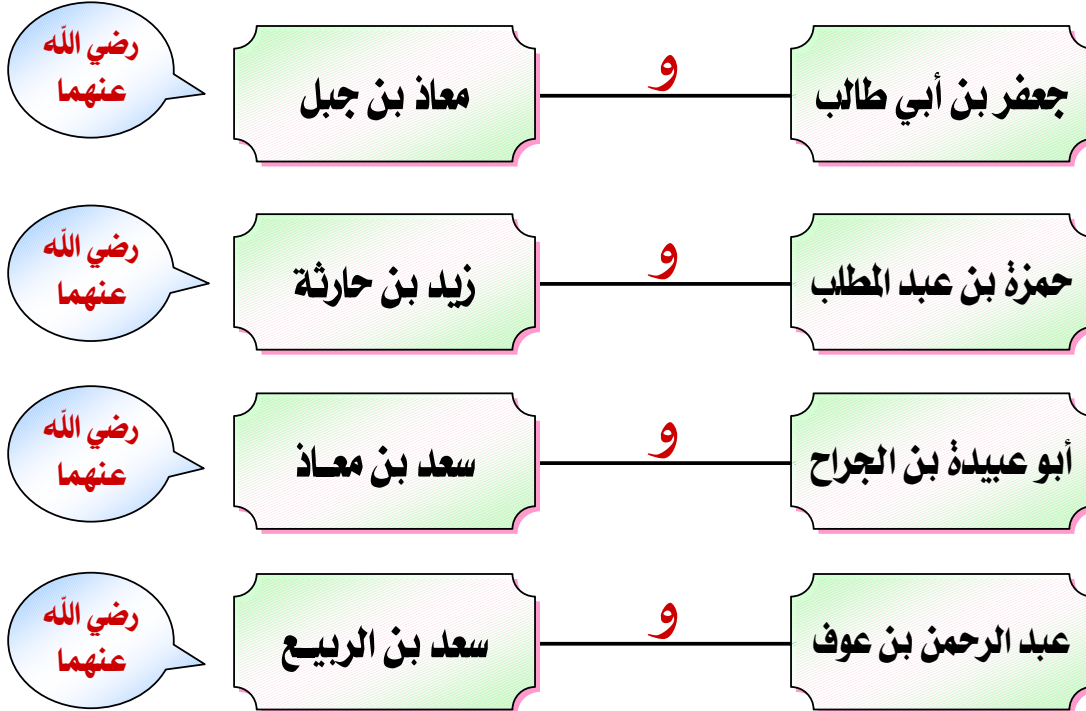 جعفر بن أبي طالب
و
معاذ بن جبل
رضي الله
عنهما
حمزة بن عبد المطلب
و
زيد بن حارثة
رضي الله
عنهما
أبو عبيدة بن الجراح
و
سعد بن معـاذ
رضي الله
عنهما
عبد الرحمن بن عوف
و
سعد بن الربيـع
رضي الله
عنهما